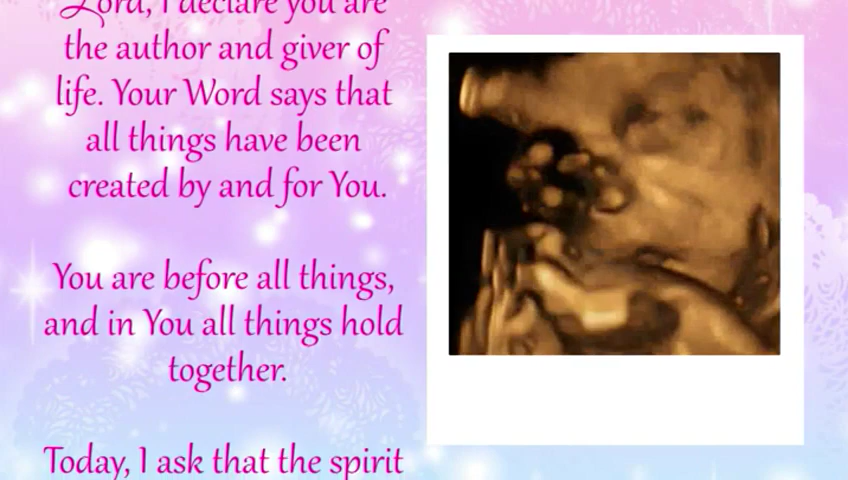 Lord, I declare you are
the author and giver of
life. Your Word says that
all things have been
created by and for You.
You are before all things,
and in You all things hold
together.
Today, I ask that the spirit